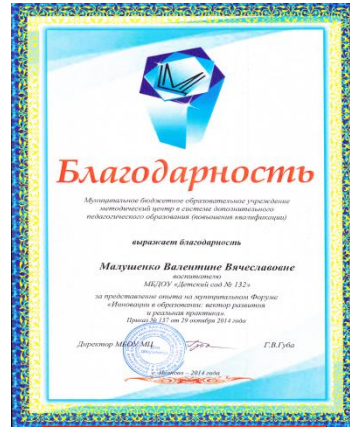 Благодарность
Муниципальное бюджетное образовательное учреждение
методический центр в системе дополнительного
педагогического образования (повышения квалификации)
выражает благодарность
Малушенко Валентине Вячеславовне
воспитателю
МБДОУ «Детский сад № 132»
за представление опыта на муниципальном Форуме
«Инновации в образовании: вектор развития
и реальная практика».
Приказ № 137 от 29 октября 2014 года
Директор МБОУ МЦ
Г.В.Губа
– 2014 года